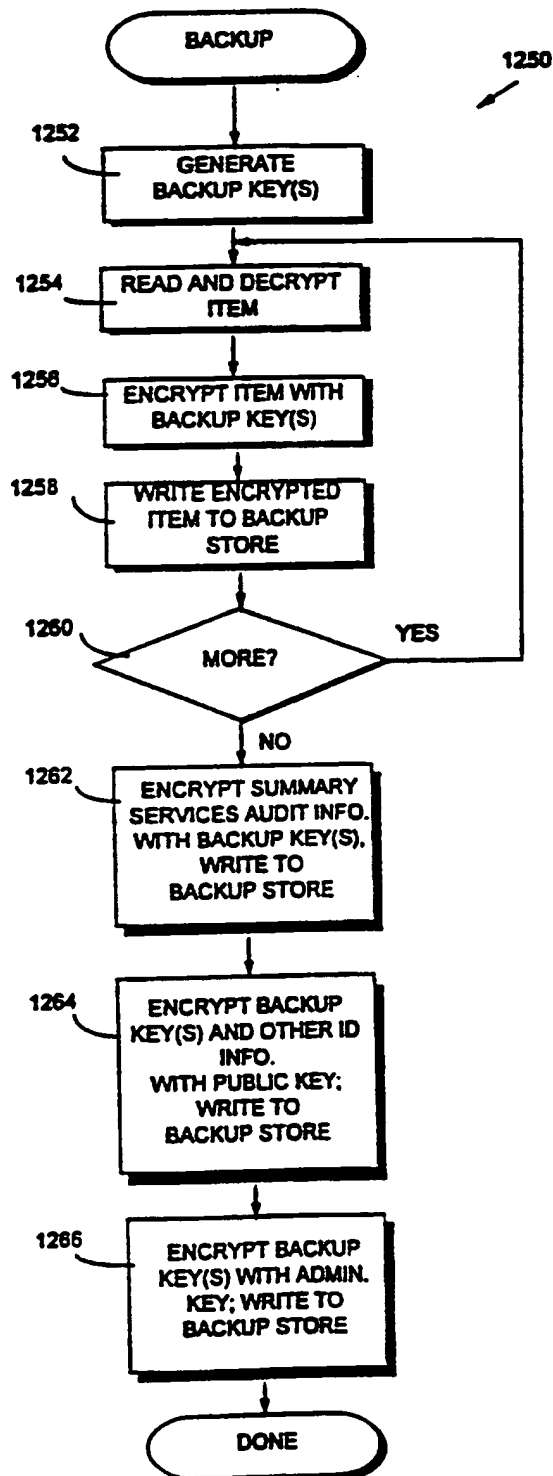 BACKUP
1250
1252
GENERATE
BACKUP KEY(S)
1254
READ AND DECRYPT
ITEM
1256
ENCRYPT ITEM WITH
BACKUP KEY(S)
1258
WRITE ENCRYPTED
ITEM TO BACKUP
STORE
1260
MORE?
YES
NO
1262
ENCRYPT SUMMARY
SERVICES AUDIT INFO.
WITH BACKUP KEY(S),
WRITE TO
BACKUP STORE
1264
ENCRYPT BACKUP
KEY(S) AND OTHER ID
INFO.
WITH PUBLIC KEY;
WRITE TO
BACKUP STORE
1266
ENCRYPT BACKUP
KEY(S) WITH ADMIN.
KEY; WRITE TO
BACKUP STORE
DONE